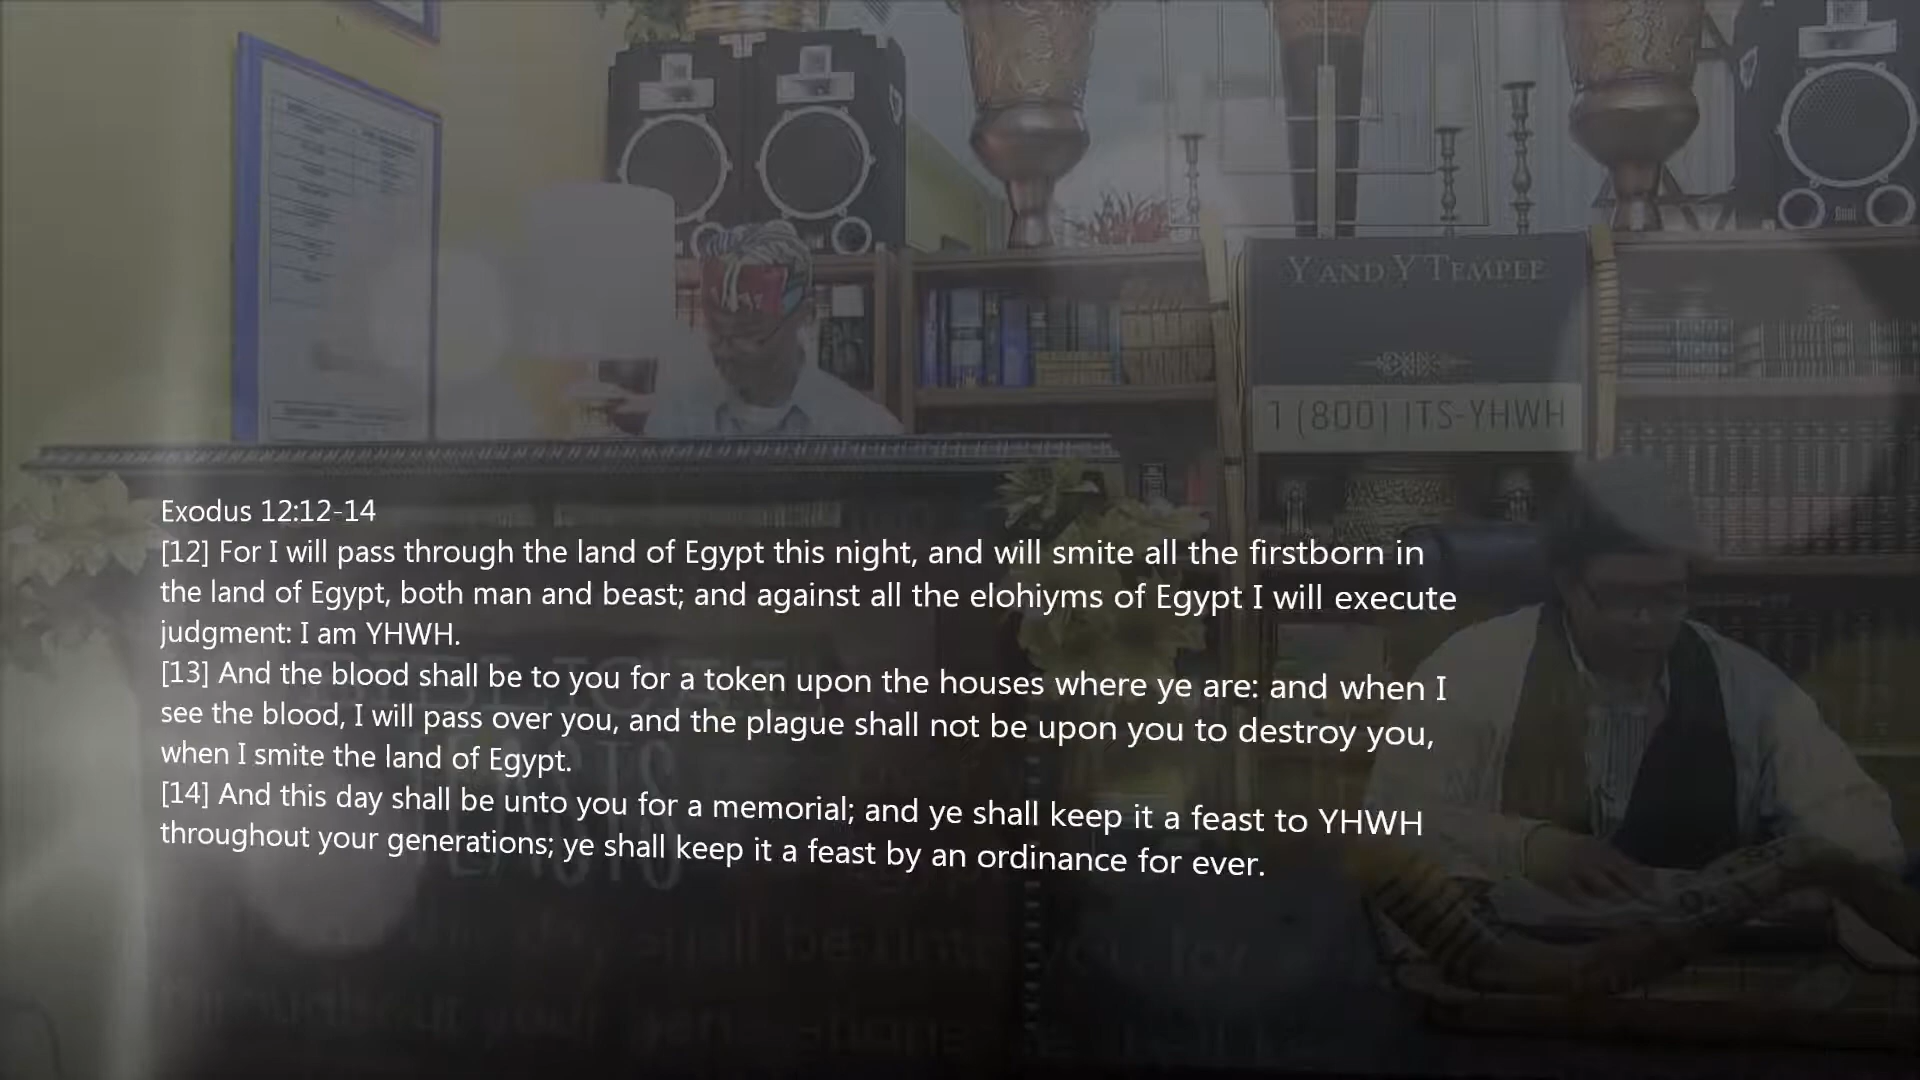 Y AND Y TEMPLE
1 (800) ITS-YHWH
Exodus 12:12-14
[12] For I will pass through the land of Egypt this night, and will smite all the firstborn in
the land of Egypt, both man and beast; and against all the elohiyms of Egypt I will execute
judgment: I am YHWH.
[13] And the blood shall be to you for a token upon the houses where ye are: and when I
see the blood, I will pass over you, and the plague shall not be upon you to destroy you,
when I smite the land of Egypt.
[14] And this day shall be unto you for a memorial; and ye shall keep it a feast to YHWH
throughout your generations; ye shall keep it a feast by an ordinance for ever.